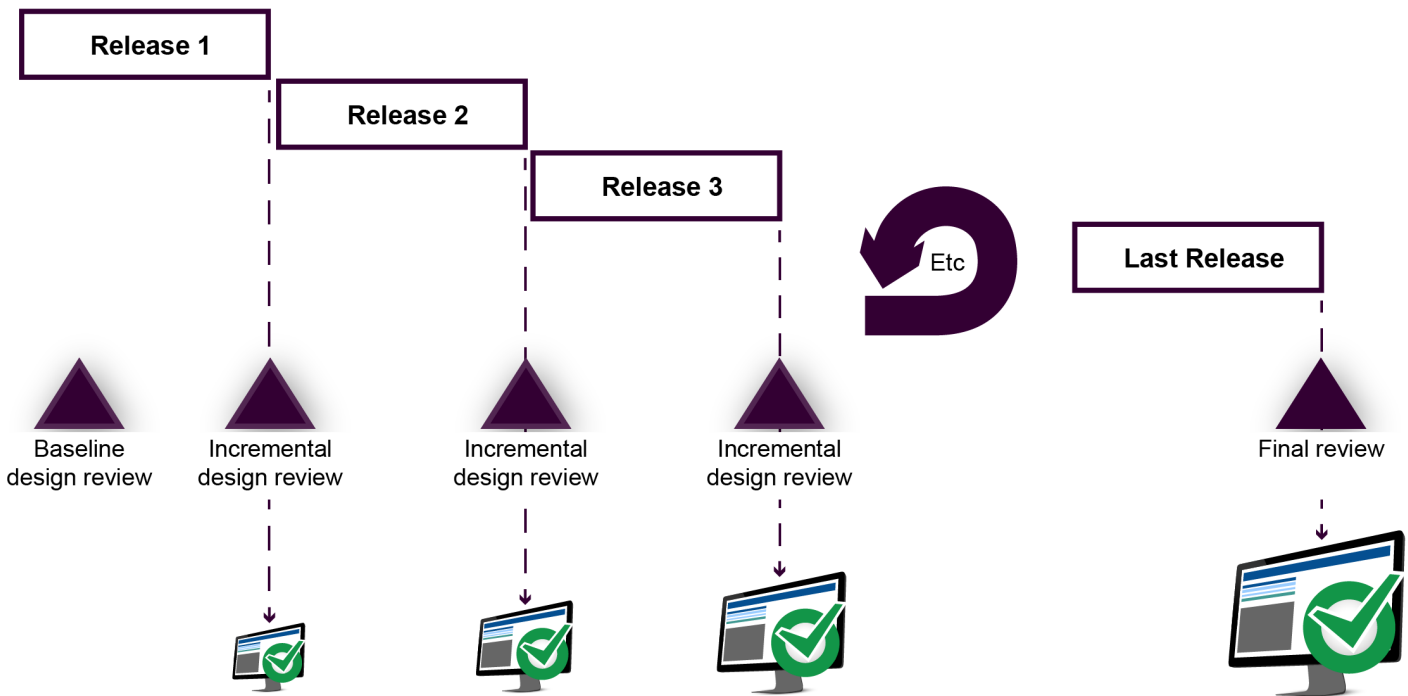 Release 1
Release 2
Release 3
Etc
Last Release
Baseline
design review
Incremental
design review
Incremental
design review
Incremental
design review
Final review